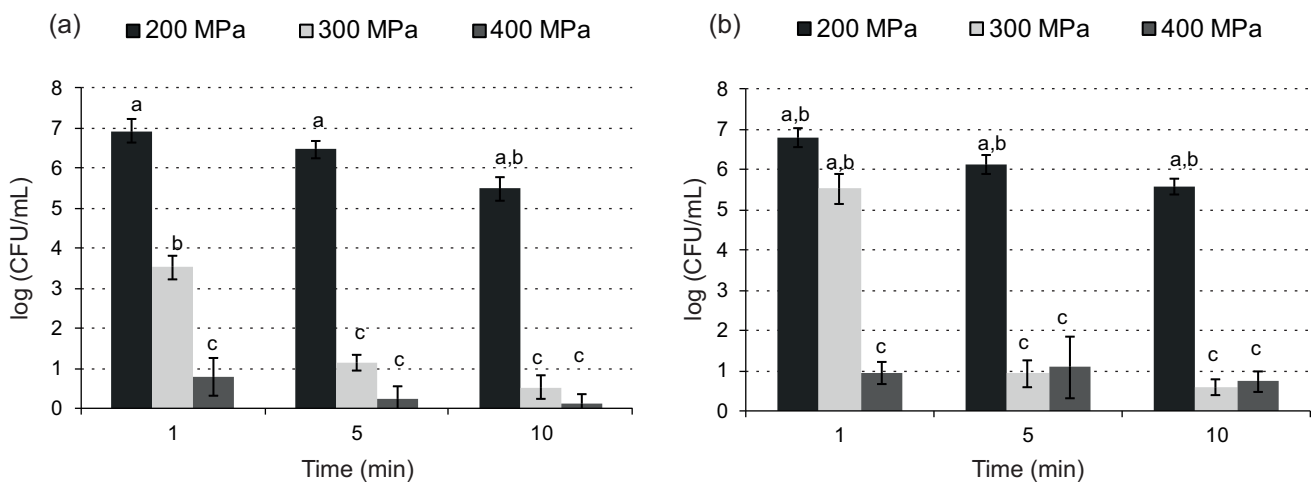 (a) 200 MPa 300 MPa 400 MPa
8
7
6
5
4
3
2
1
0
log (CFU/mL)
a
b
c
a
c
c
a,b
c
c
1 5 10
Time (min)
(b) 200 MPa 300 MPa 400 MPa
8
7
6
5
4
3
2
1
0
log (CFU/mL)
a,b
a,b
c
a,b
c
c
a,b
c
c
1 5 10
Time (min)